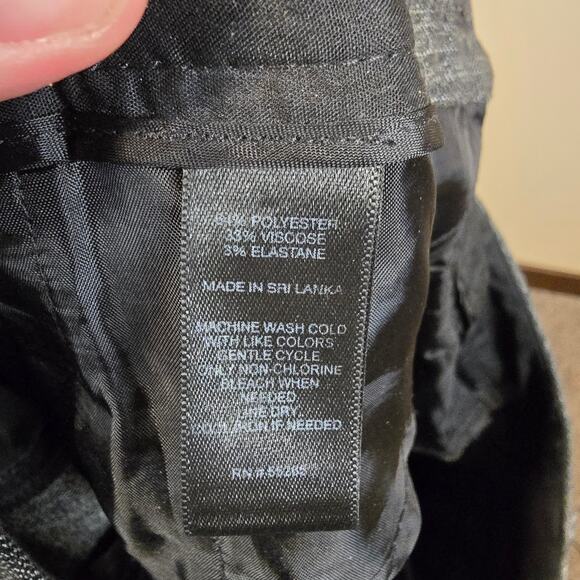 64% POLYESTER
33% VISCOSE
3% ELASTANE
MADE IN SRI LANKA
MACHINE WASH COLD
WITH LIKE COLORS
GENTLE CYCLE
ONLY NON-CHLORINE
BLEACH WHEN
NEEDED
LINE DRY
COOL IRON IF NEEDED
RN #